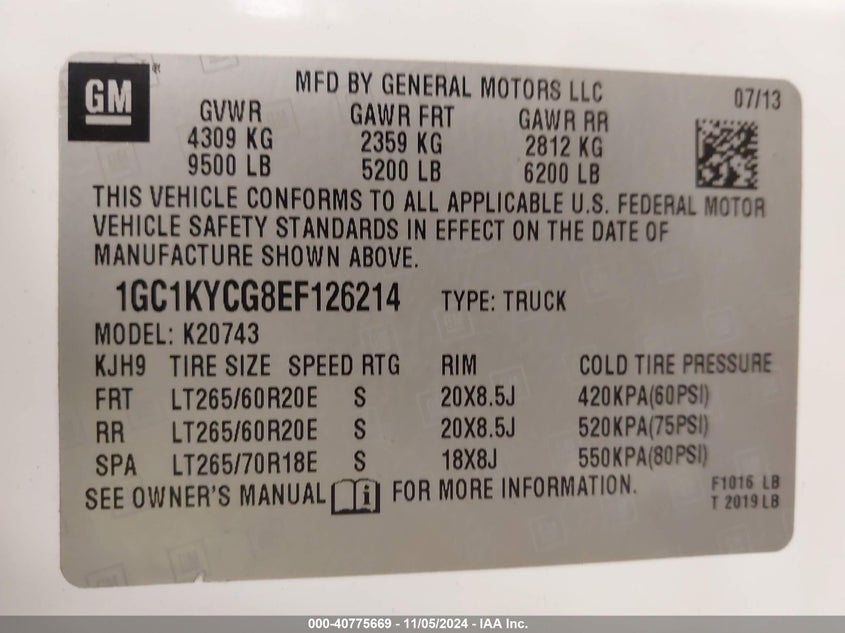 GM
MFD BY GENERAL MOTORS LLC
07/13
GVWR GAWR FRT GAWR RR
4309 KG 2359 KG 2812 KG
9500 LB 5200 LB 6200 LB
THIS VEHICLE CONFORMS TO ALL APPLICABLE U.S. FEDERAL MOTOR
VEHICLE SAFETY STANDARDS IN EFFECT ON THE DATE OF
MANUFACTURE SHOWN ABOVE.
1GC1KYCG8EF126214 TYPE: TRUCK
MODEL: K20743
KJH9 TIRE SIZE SPEED RTG RIM COLD TIRE PRESSURE
FRT LT265/60R20E S 20X8.5J 420KPA(60PSI)
RR LT265/60R20E S 20X8.5J 520KPA(75PSI)
SPA LT265/70R18E S 18X8J 550KPA(80PSI)
SEE OWNER'S MANUAL FOR MORE INFORMATION.
F1016 LB
T 2019 LB
000-40775669 - 11/05/2024 - IAA Inc.